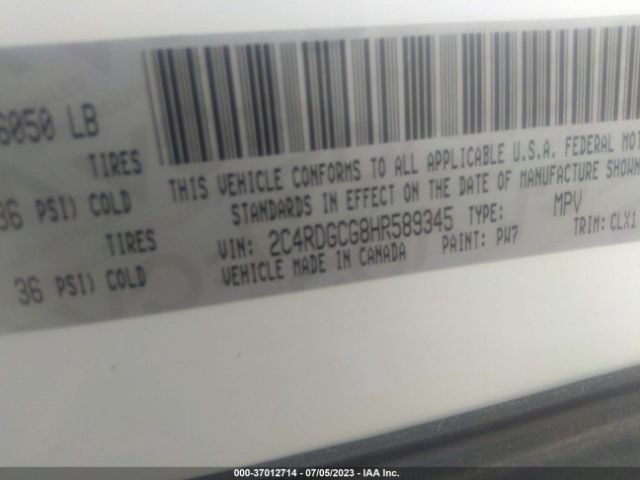 6050 LB
TIRES
36 PSI) COLD
TIRES
36 PSI) COLD
THIS VEHICLE CONFORMS TO ALL APPLICABLE U.S.A. FEDERAL MOT
STANDARDS IN EFFECT ON THE DATE OF MANUFACTURE SHOWN
VIN: 2C4RDGCG8HR589345 TYPE: MPV
VEHICLE MADE IN CANADA PAINT: PW7 TRIM: CLX1
000-37012714 - 07/05/2023 - IAA Inc.